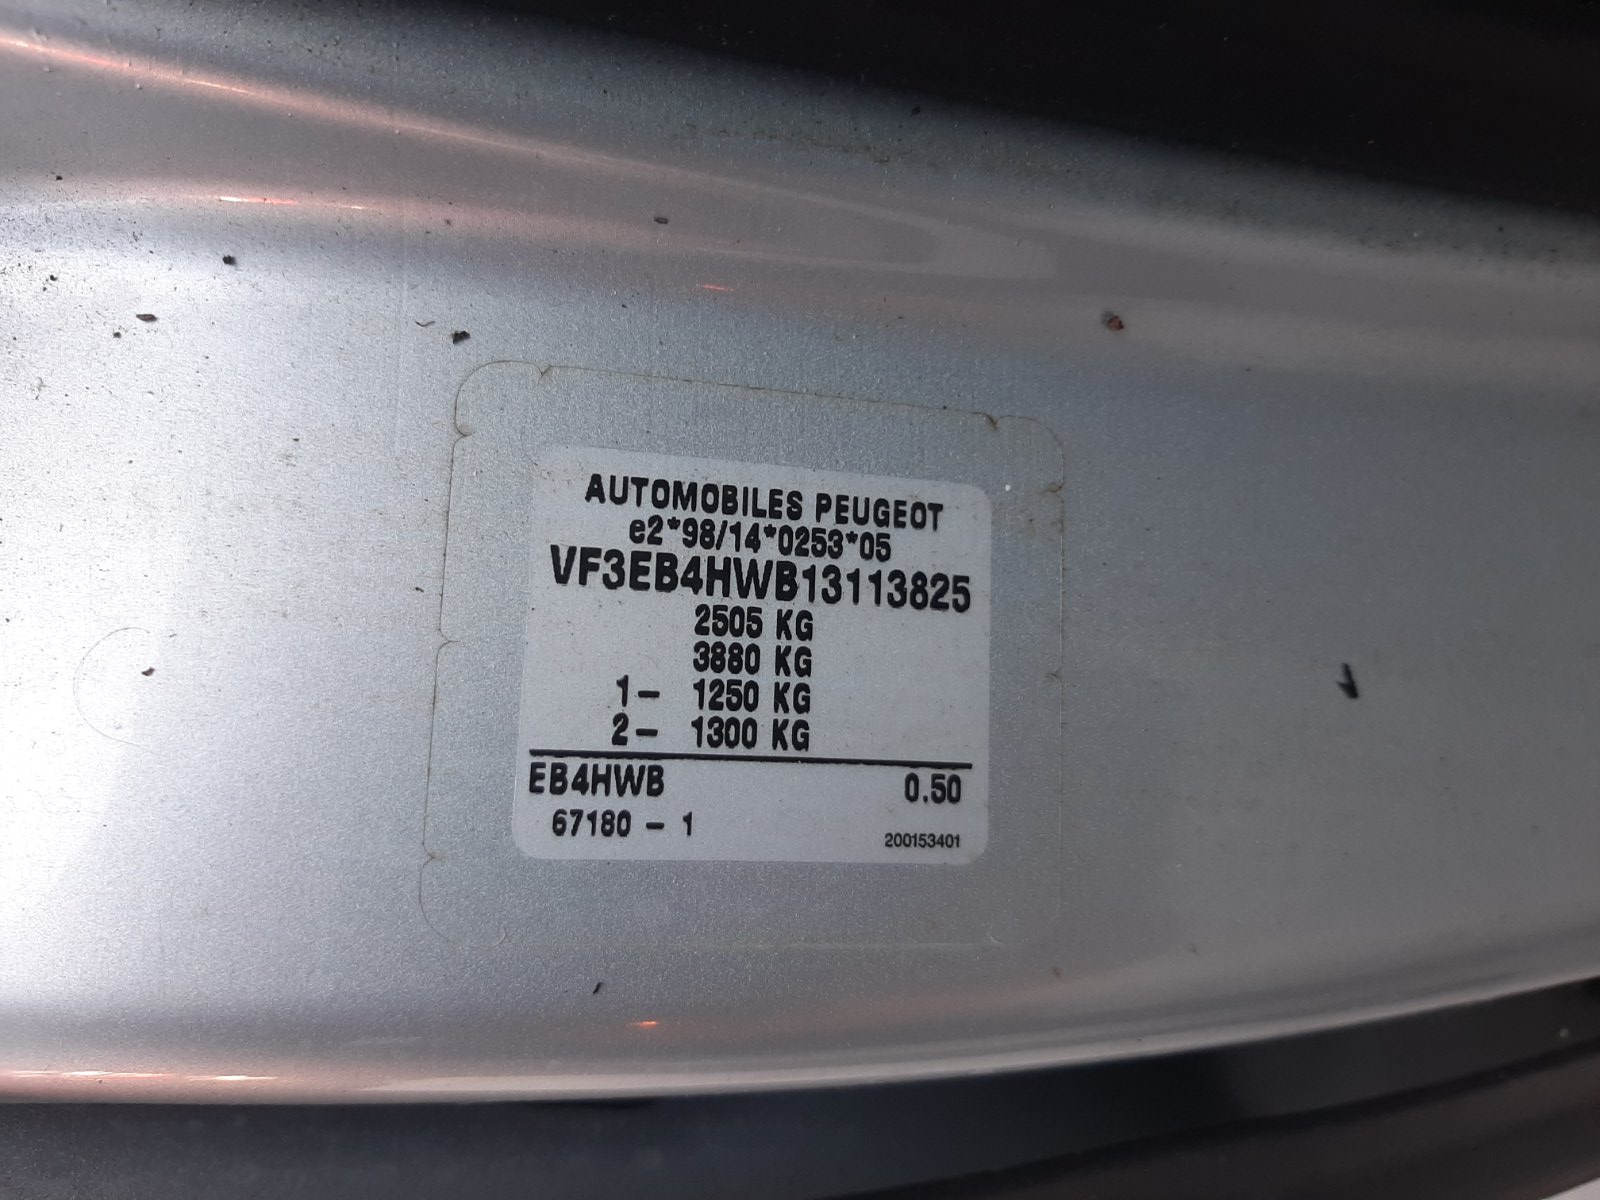 AUTOMOBILES PEUGEOT
e2*98/14*0253*05
VF3EB4HWB13113825
2505 KG
3880 KG
1- 1250 KG
2- 1300 KG
EB4HWB 0.50
67180 - 1 200153401